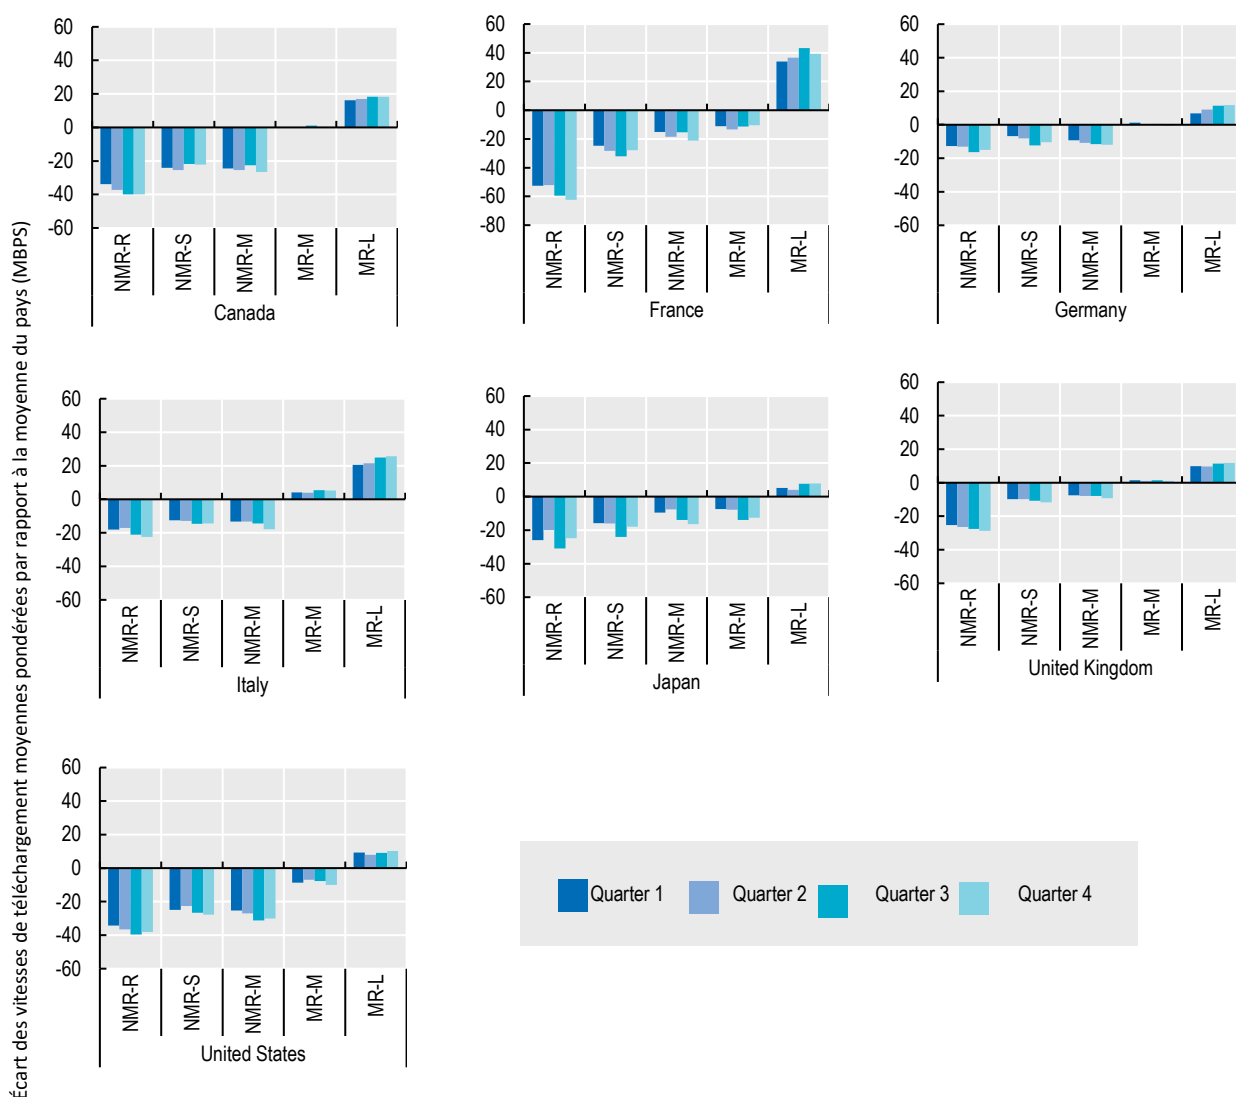 Écart des vitesses de téléchargement moyennes pondérées par rapport à la moyenne du pays (MBPS)
60
40
20
0
-20
-40
-60
NMR-R
NMR-S
NMR-M
MR-M
MR-L
Canada
60
40
20
0
-20
-40
-60
-80
NMR-R
NMR-S
NMR-M
MR-M
MR-L
France
60
40
20
0
-20
-40
-60
NMR-R
NMR-S
NMR-M
MR-M
MR-L
Germany
60
40
20
0
-20
-40
-60
NMR-R
NMR-S
NMR-M
MR-M
MR-L
Italy
60
40
20
0
-20
-40
-60
NMR-R
NMR-S
NMR-M
MR-M
MR-L
Japan
60
40
20
0
-20
-40
-60
NMR-R
NMR-S
NMR-M
MR-M
MR-L
United Kingdom
60
40
20
0
-20
-40
-60
NMR-R
NMR-S
NMR-M
MR-M
MR-L
United States
Quarter 1
Quarter 2
Quarter 3
Quarter 4